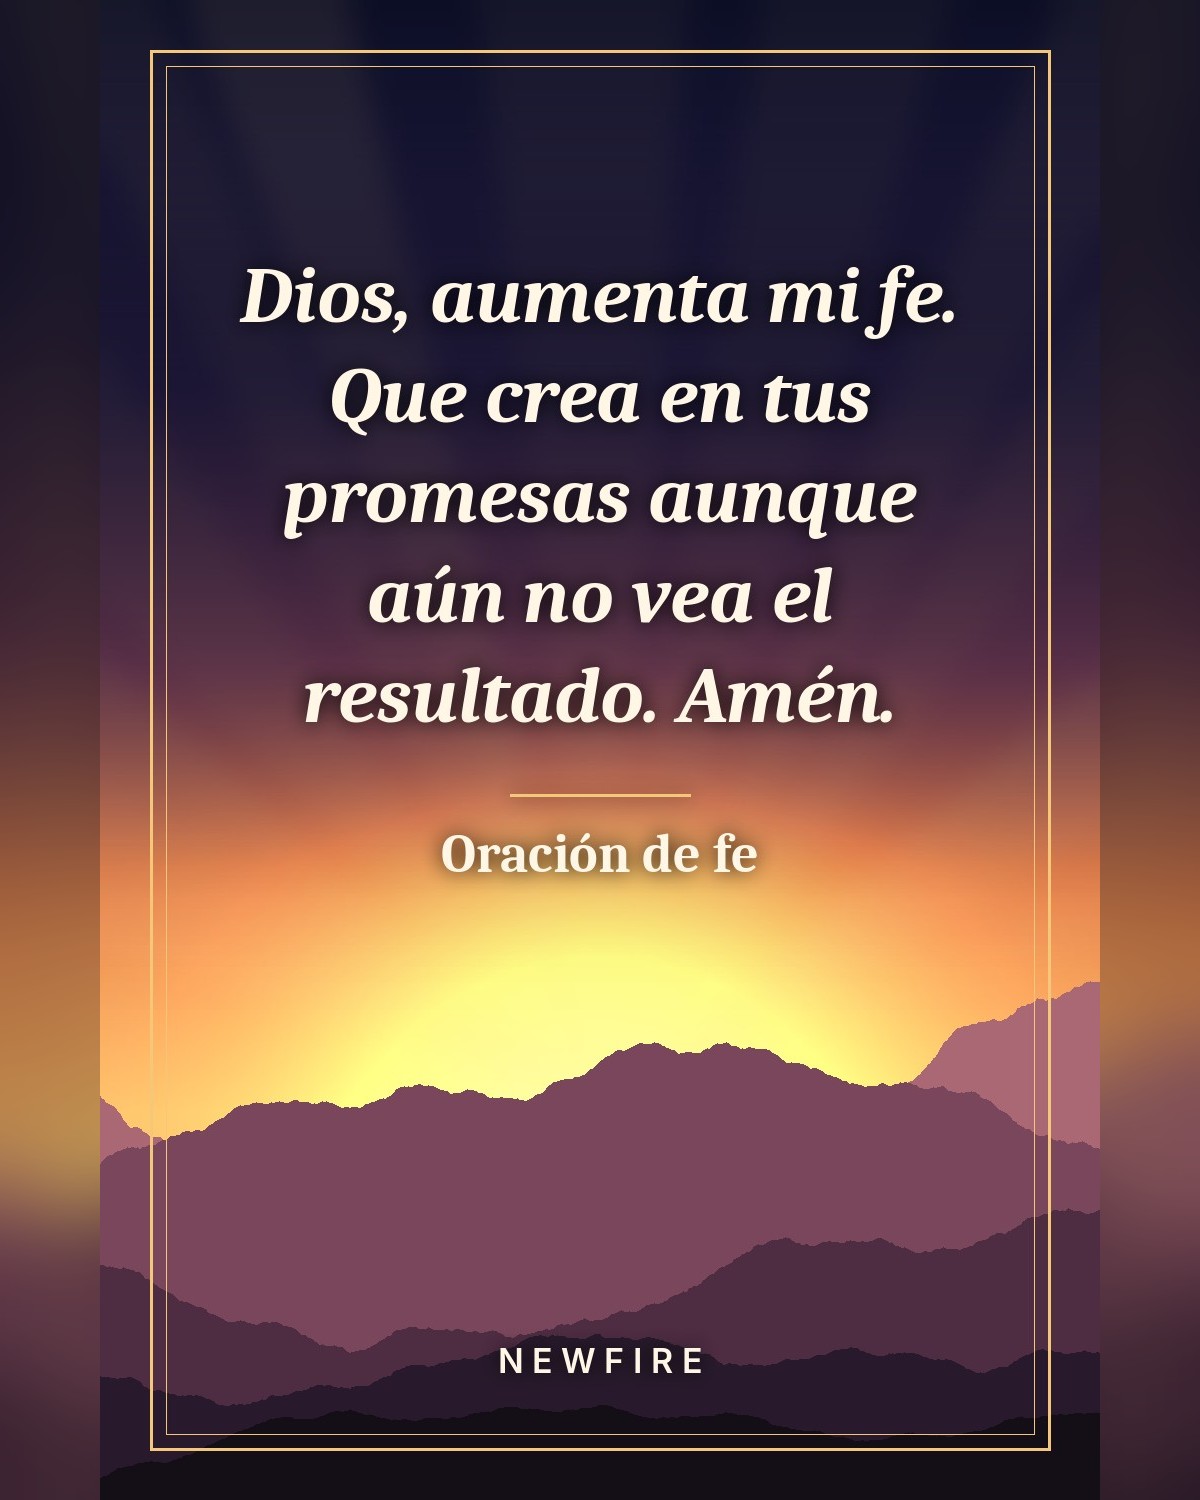 Dios, aumenta mi fe.
Que crea en tus
promesas aunque
aún no vea el
resultado. Amén.
Oración de fe
NEWFIRE